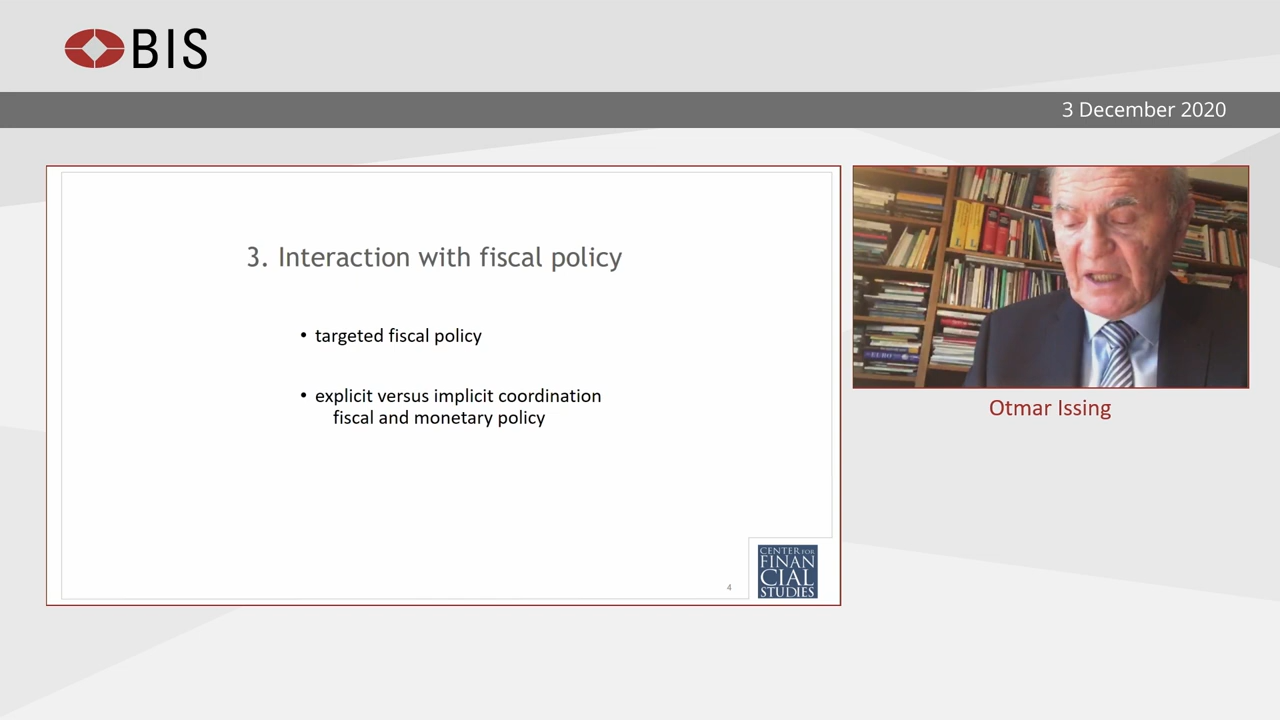 BIS
3 December 2020
3. Interaction with fiscal policy
• targeted fiscal policy
• explicit versus implicit coordination
fiscal and monetary policy
4
CENTER FOR
FINAN
CIAL
STUDIES
Otmar Issing